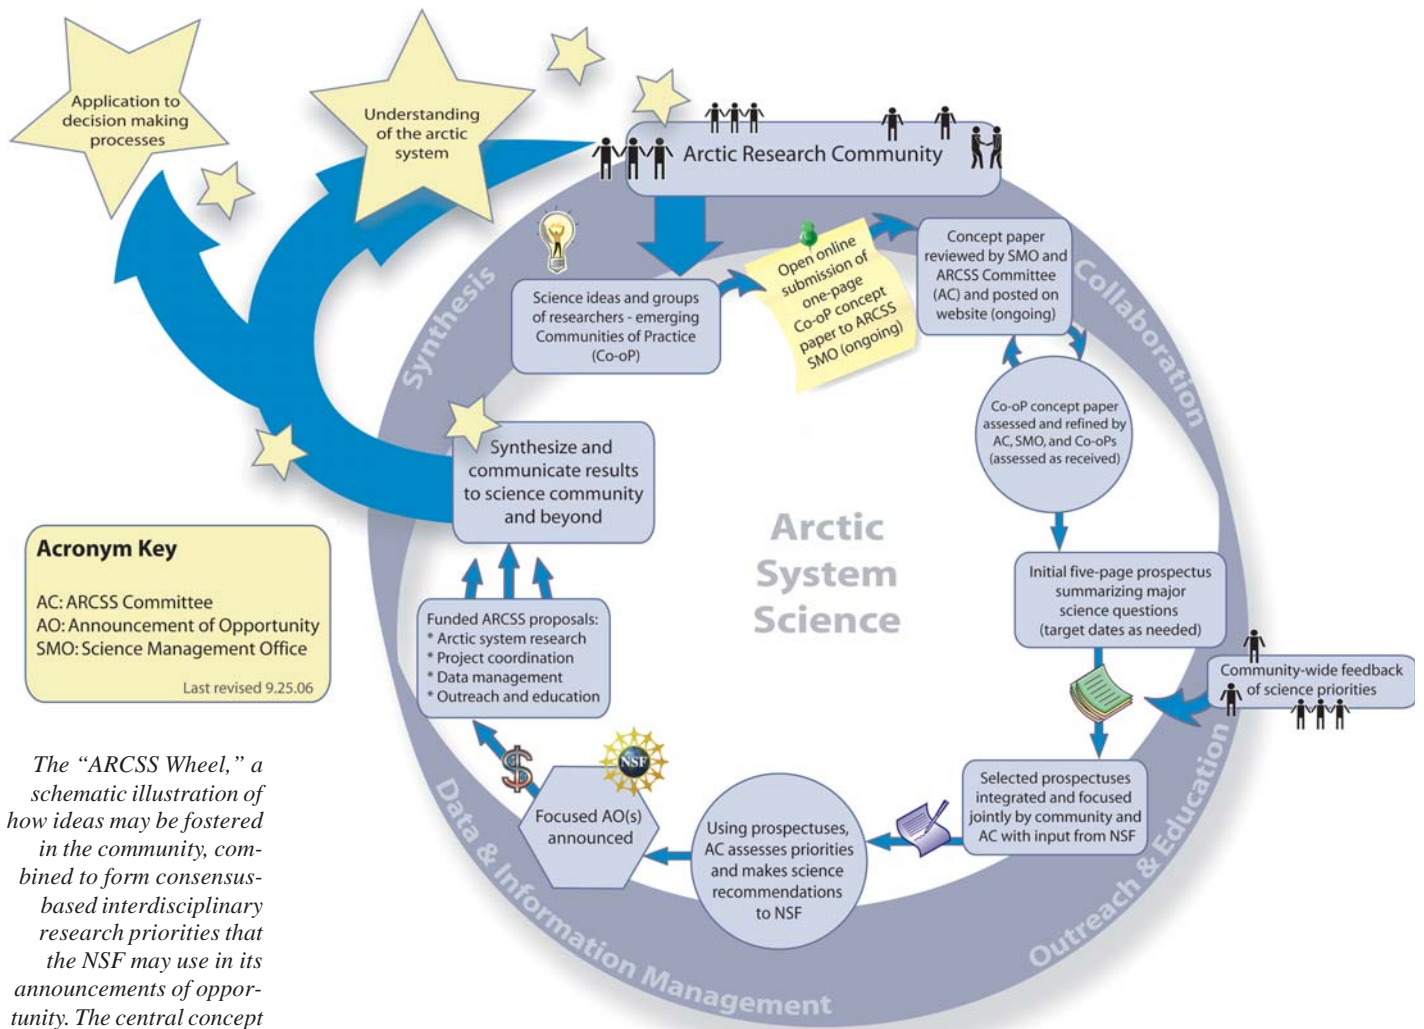 Application to
decision making
processes
Understanding
of the arctic
system
Arctic Research Community
Science ideas and groups
of researchers - emerging
Communities of Practice
(Co-oP)
Open online
submission of
one-page
Co-oP concept
paper to ARCSS
SMO (ongoing)
Concept paper
reviewed by SMO and
ARCSS Committee
(AC) and posted on
website (ongoing)
Synthesis
Collaboration
Co-oP concept paper
assessed and refined by
AC, SMO, and Co-oPs
(assessed as received)
Synthesize and
communicate results
to science community
and beyond
Arctic
System
Science
Initial five-page prospectus
summarizing major
science questions
(target dates as needed)
Community-wide feedback
of science priorities
Acronym Key
AC: ARCSS Committee
AO: Announcement of Opportunity
SMO: Science Management Office
Last revised 9.25.06
Funded ARCSS proposals:
* Arctic system research
* Project coordination
* Data management
* Outreach and education
$
NSF
Focused AO(s)
announced
Using prospectuses,
AC assesses priorities
and makes science
recommendations
to NSF
Selected prospectuses
integrated and focused
jointly by community and
AC with input from NSF
Data & Information Management
Outreach & Education
The “ARCSS Wheel,” a
schematic illustration of
how ideas may be fostered
in the community, com-
bined to form consensus-
based interdisciplinary
research priorities that
the NSF may use in its
announcements of oppor-
tunity. The central concept